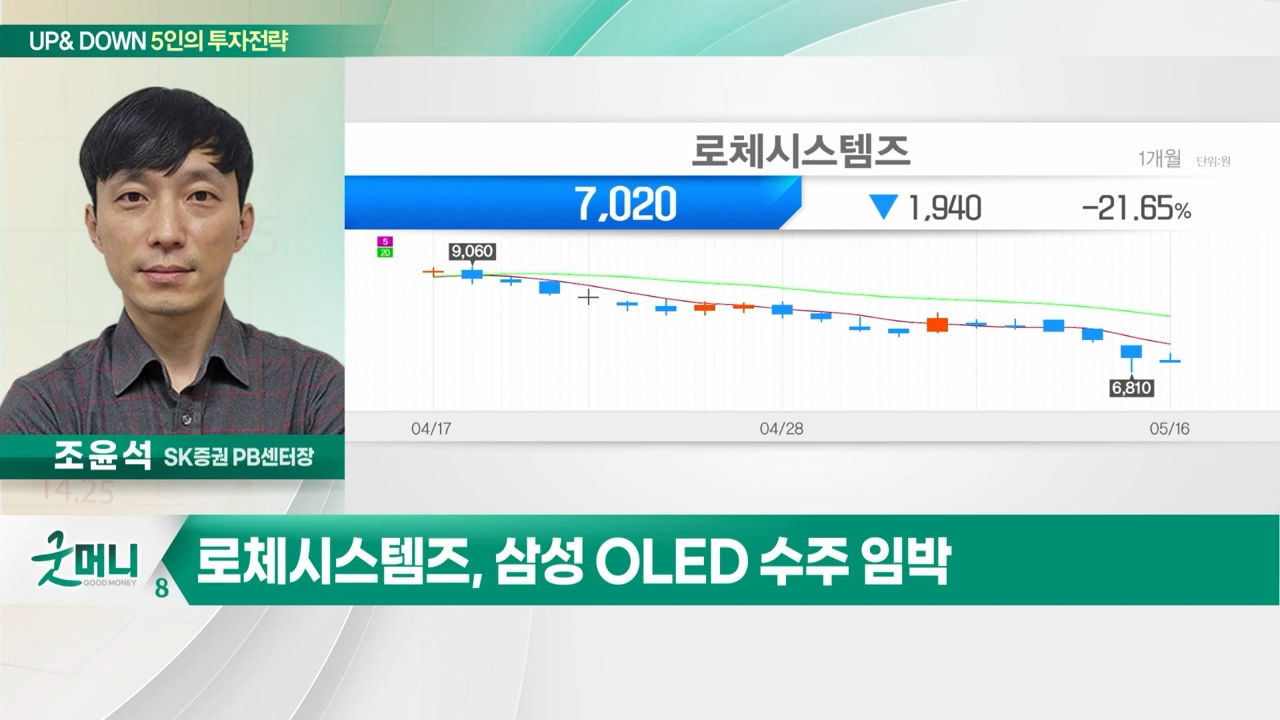 UP& DOWN 5인의 투자전략
로체시스템즈
1개월 단위:원
7,020 ▼ 1,940 -21.65%
5
20
9,060
6,810
04/17 04/28 05/16
조윤석 SK증권 PB센터장
14.25
굿머니
GOOD MONEY
8
로체시스템즈, 삼성 OLED 수주 임박